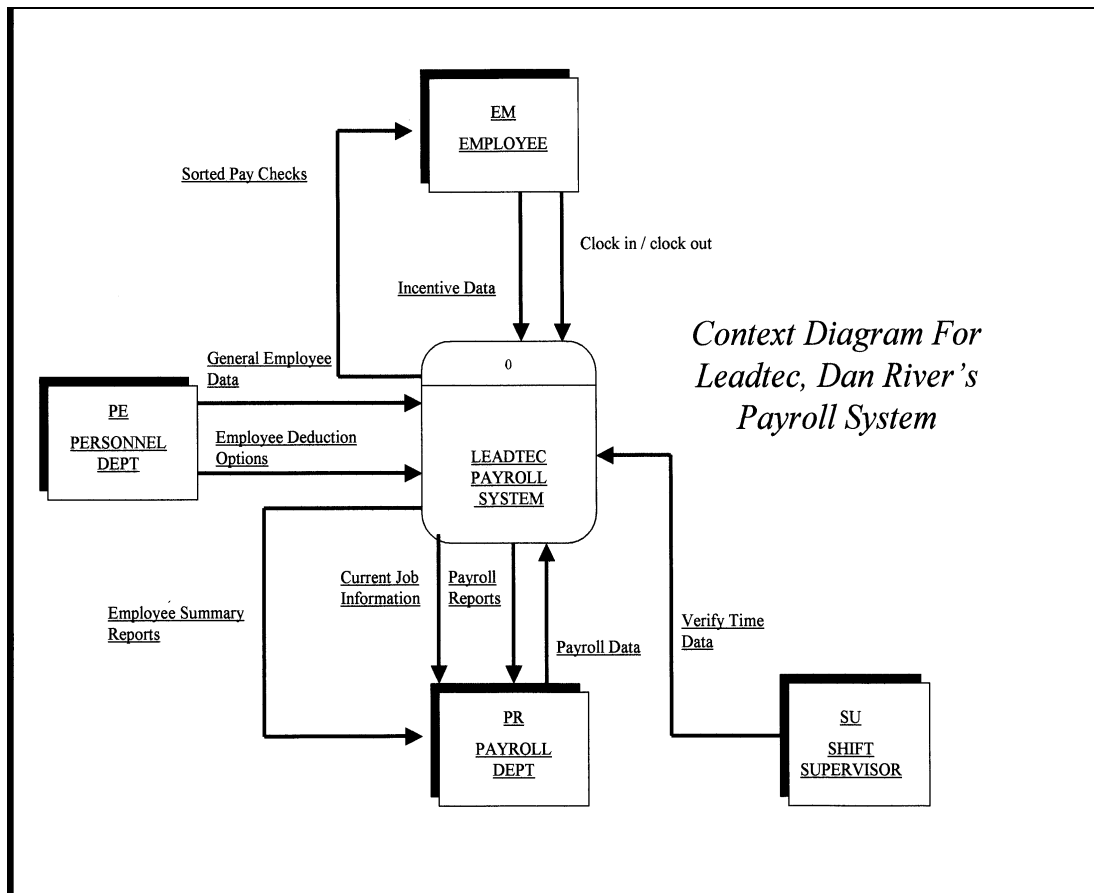 EM
EMPLOYEE
Sorted Pay Checks
Clock in / clock out
Incentive Data
Context Diagram For
Leadtec, Dan River's
Payroll System
General Employee
Data
0
PE
PERSONNEL
DEPT
Employee Deduction
Options
LEADTEC
PAYROLL
SYSTEM
Current Job
Information
Payroll
Reports
Employee Summary
Reports
Payroll Data
Verify Time
Data
PR
PAYROLL
DEPT
SU
SHIFT
SUPERVISOR